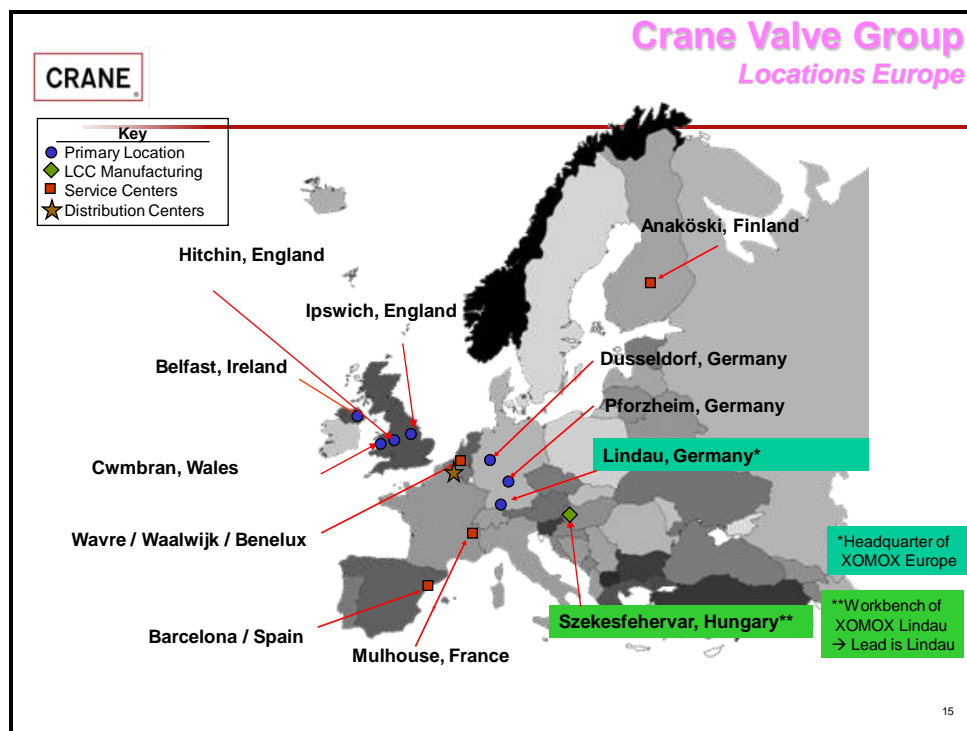 Crane Valve Group
Locations Europe
CRANE®
Key
Primary Location
LCC Manufacturing
Service Centers
Distribution Centers
Anaköski, Finland
Hitchin, England
Ipswich, England
Belfast, Ireland
Dusseldorf, Germany
Pforzheim, Germany
Lindau, Germany*
Cwmbran, Wales
Wavre / Waalwijk / Benelux
*Headquarter of
XOMOX Europe
Szekesfehervar, Hungary**
**Workbench of
XOMOX Lindau
→ Lead is Lindau
Barcelona / Spain
Mulhouse, France
15